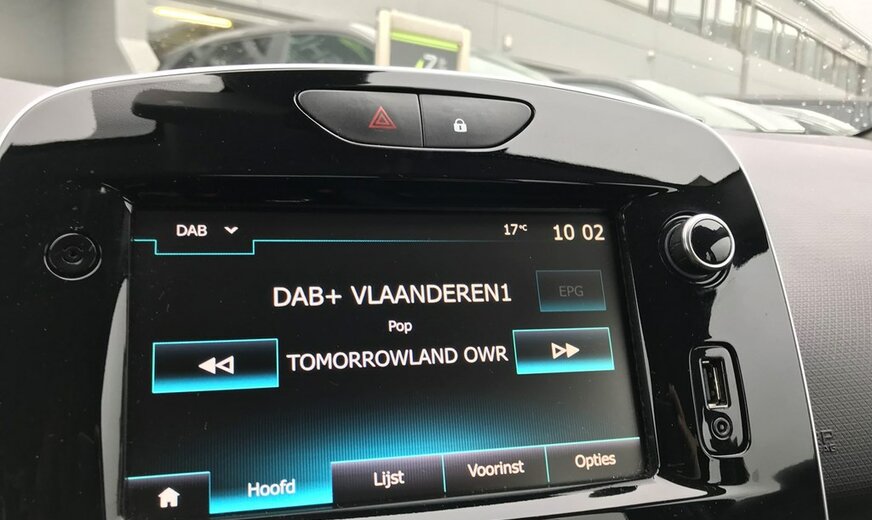 DAB
17°C
10 02
DAB+ VLAANDEREN1
EPG
Pop
TOMORROWLAND OWR
Hoofd
Lijst
Voorinst
Opties